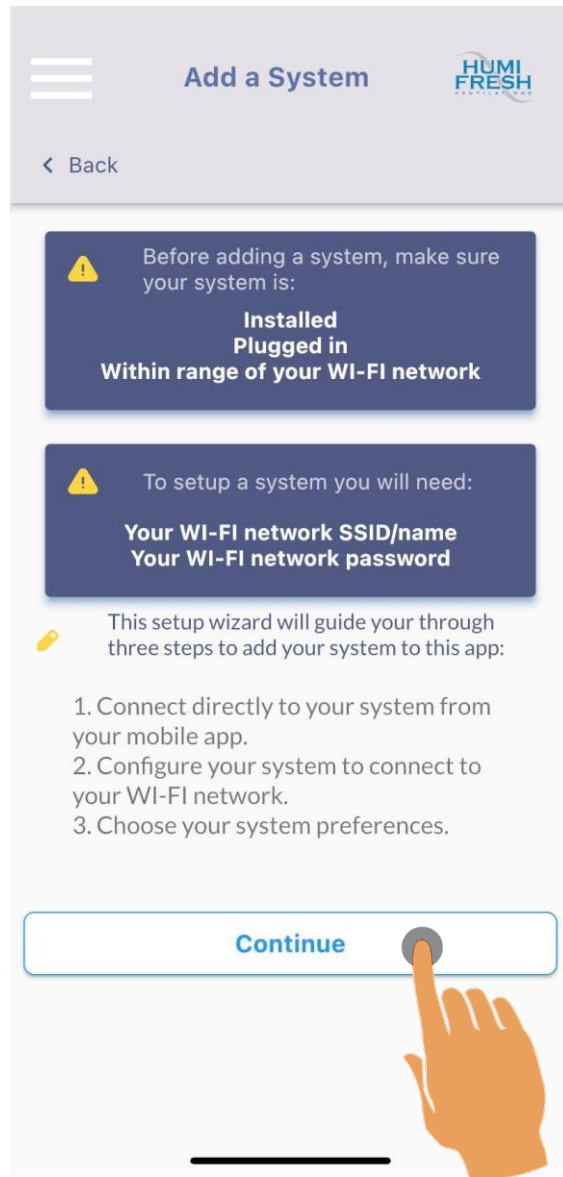 Add a System
HUMI
FRESH
VENTILATIONS
Back
Before adding a system, make sure
your system is:
Installed
Plugged in
Within range of your WI-FI network
To setup a system you will need:
Your WI-FI network SSID/name
Your WI-FI network password
This setup wizard will guide your through
three steps to add your system to this app:
1. Connect directly to your system from
your mobile app.
2. Configure your system to connect to
your WI-FI network.
3. Choose your system preferences.
Continue